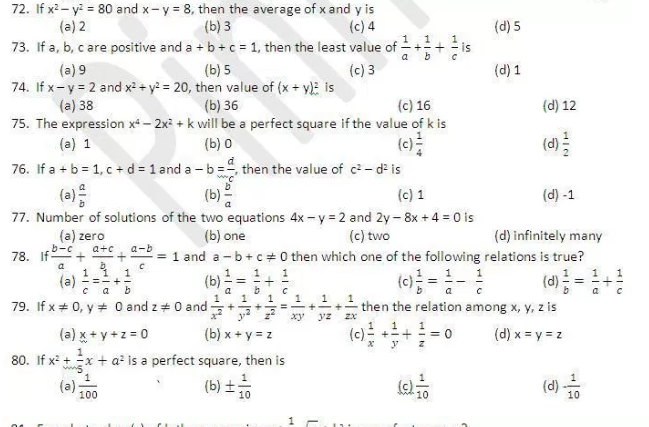 72. If x² – y² = 80 and x – y = 8, then the average of x and y is
(a) 2 (b) 3 (c) 4 (d) 5
73. If a, b, c are positive and a + b + c = 1, then the least value of 1/a + 1/b + 1/c is
(a) 9 (b) 5 (c) 3 (d) 1
74. If x – y = 2 and x² + y² = 20, then value of (x + y)² is
(a) 38 (b) 36 (c) 16 (d) 12
75. The expression x⁴ – 2x² + k will be a perfect square if the value of k is
(a) 1 (b) 0 (c) 1/4 (d) 1/2
76. If a + b = 1, c + d = 1 and a – b = d/c, then the value of c² – d² is
(a) a/b (b) b/a (c) 1 (d) -1
77. Number of solutions of the two equations 4x – y = 2 and 2y – 8x + 4 = 0 is
(a) zero (b) one (c) two (d) infinitely many
78. If b−c/a + a+c/b + a−b/c = 1 and a – b + c ≠ 0 then which one of the following relations is true?
(a) 1/c = 1/a + 1/b (b) 1/a = 1/b + 1/c (c) 1/b = 1/a − 1/c (d) 1/b = 1/a + 1/c
79. If x ≠ 0, y ≠ 0 and z ≠ 0 and 1/x² + 1/y² + 1/z² = 1/xy + 1/yz + 1/zx then the relation among x, y, z is
(a) x + y + z = 0 (b) x + y = z (c) 1/x + 1/y + 1/z = 0 (d) x = y = z
80. If x² + 1/5 x + a² is a perfect square, then is
(a) 1/100 (b) ± 1/10 (c) 1/10 (d) - 1/10